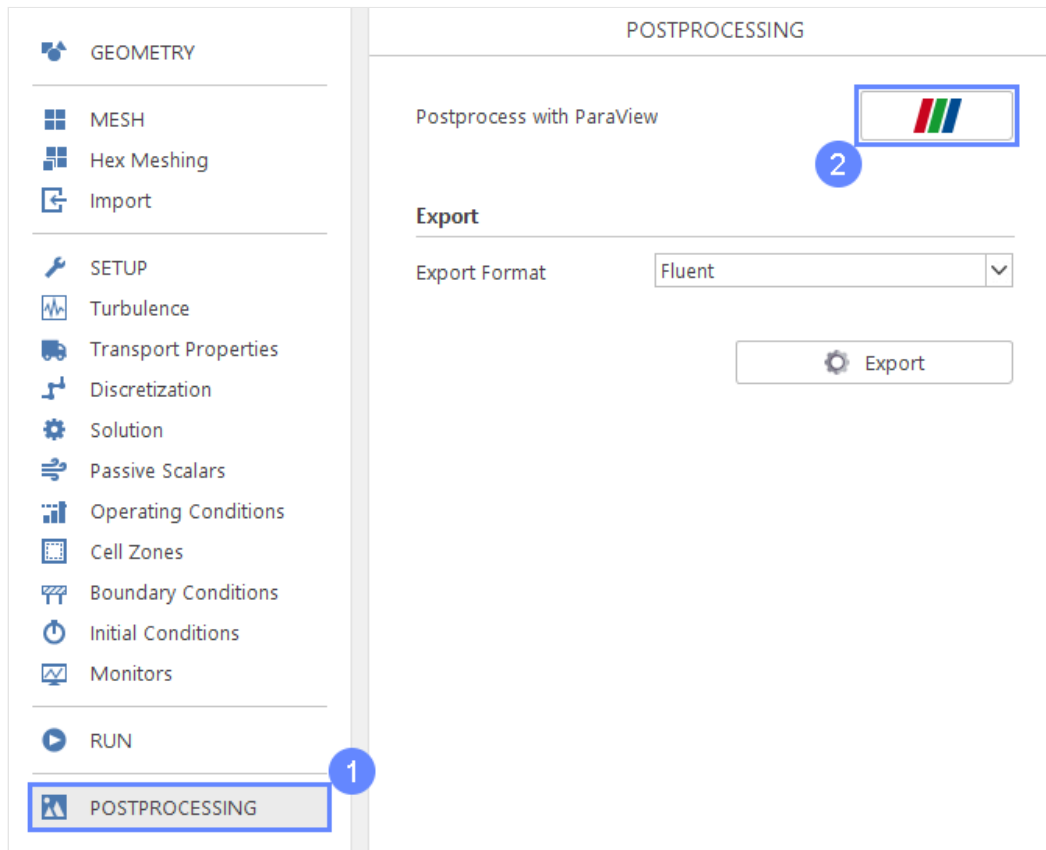 GEOMETRY
MESH
Hex Meshing
Import
SETUP
Turbulence
Transport Properties
Discretization
Solution
Passive Scalars
Operating Conditions
Cell Zones
Boundary Conditions
Initial Conditions
Monitors
RUN
1
POSTPROCESSING
POSTPROCESSING
Postprocess with ParaView
2
Export
Export Format Fluent
Export